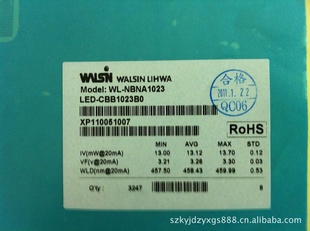 WALSIN WALSIN LIHWA
Model: WL-NBNA1023
LED-CBB1023B0
合格
2011.1.22
QC06
XP110051007
RoHS
MIN AVG MAX STD
IV(mW@20mA) 13.00 13.12 13.70 0.12
VF(v@20mA) 3.21 3.26 3.30 0.03
WLD(nm@20mA) 457.50 458.43 459.99 0.53
Q'ty : 3247 8
szkyjdzyxgs888.cn.alibaba.com